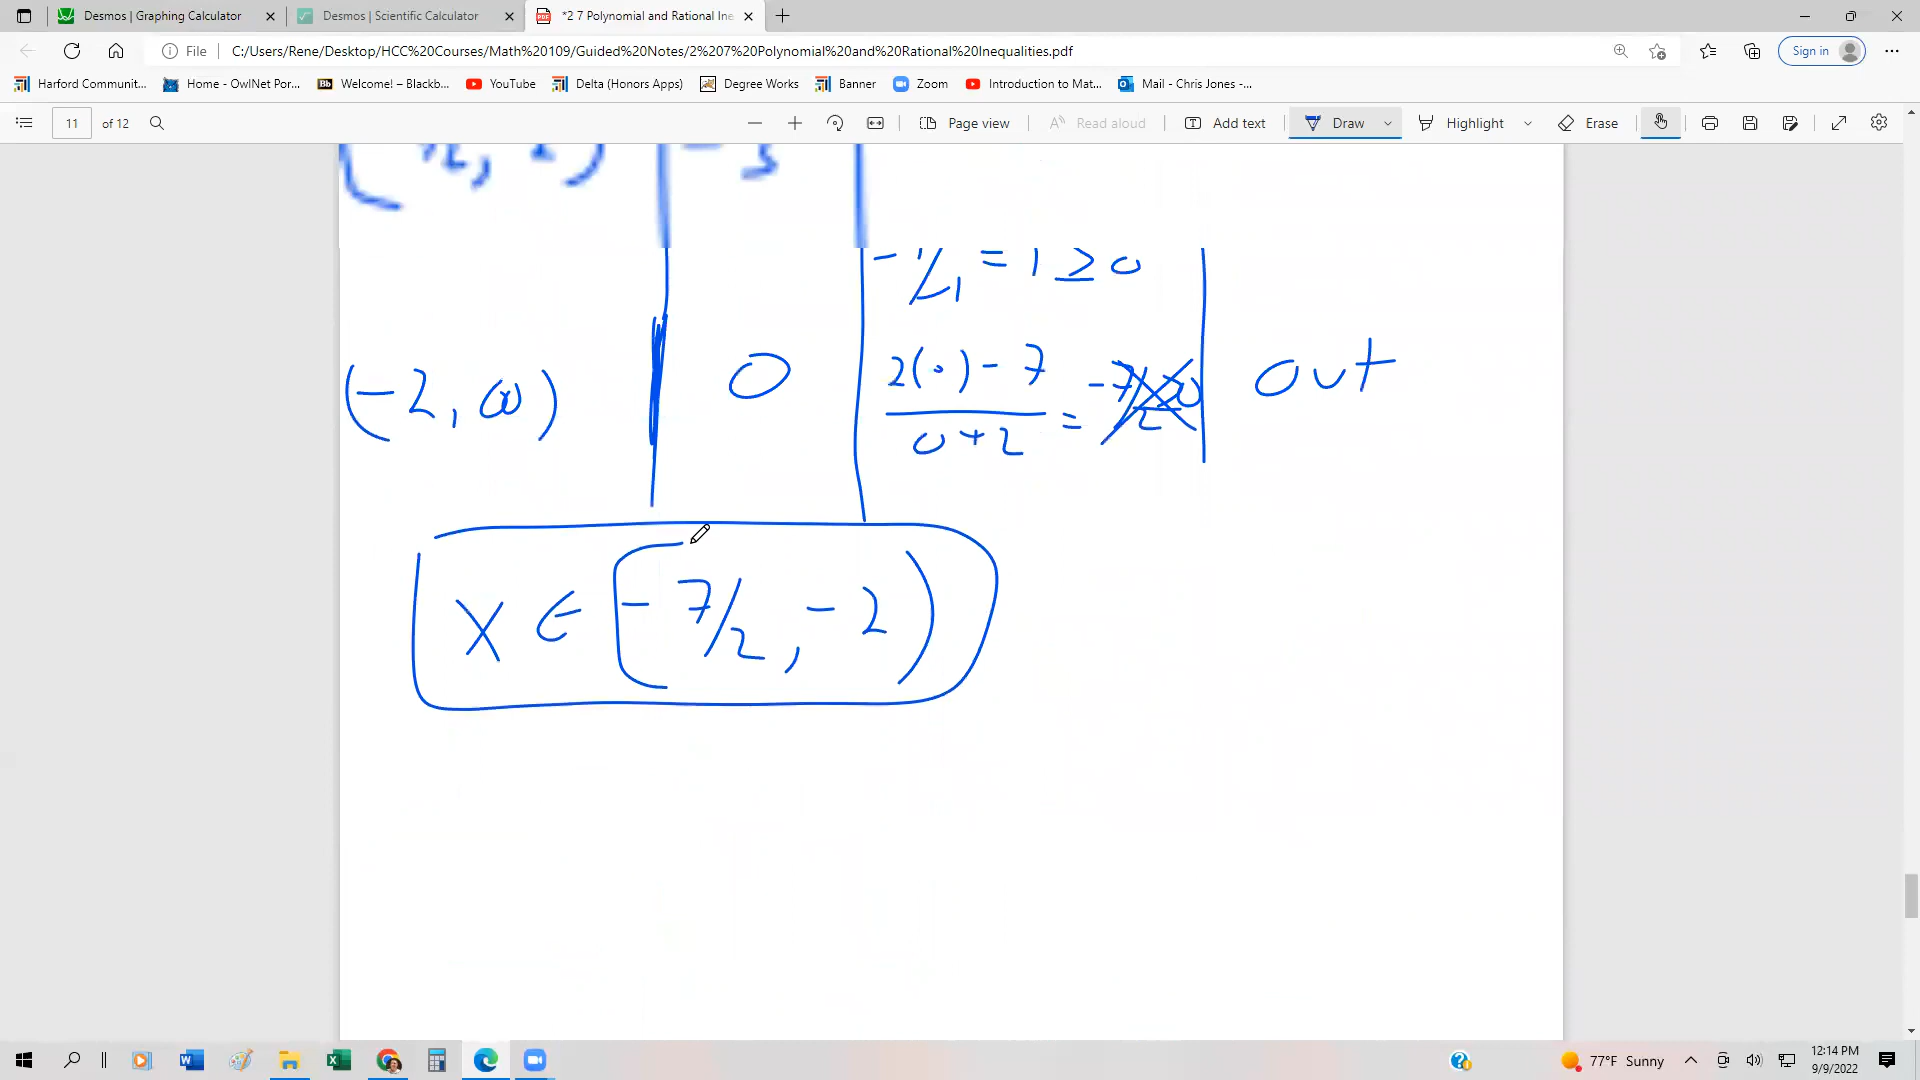 Desmos | Graphing Calculator
Desmos | Scientific Calculator
*2 7 Polynomial and Rational Ine
File
C:/Users/Rene/Desktop/HCC%20Courses/Math%20109/Guided%20Notes/2%207%20Polynomial%20and%20Rational%20Inequalities.pdf
Sign in
Harford Communit...
Home - OwlNet Por...
Welcome! – Blackb...
YouTube
Delta (Honors Apps)
Degree Works
Banner
Zoom
Introduction to Mat...
Mail - Chris Jones -...
11 of 12
Page view
Read aloud
Add text
Draw
Highlight
Erase
= 1 ≥ 0
(-2, ∞) 0 2(0) - 7 / 0+2 = -7/2 ≥ 0 out
X ∈ [-7/2, -2)
77°F Sunny
12:14 PM
9/9/2022